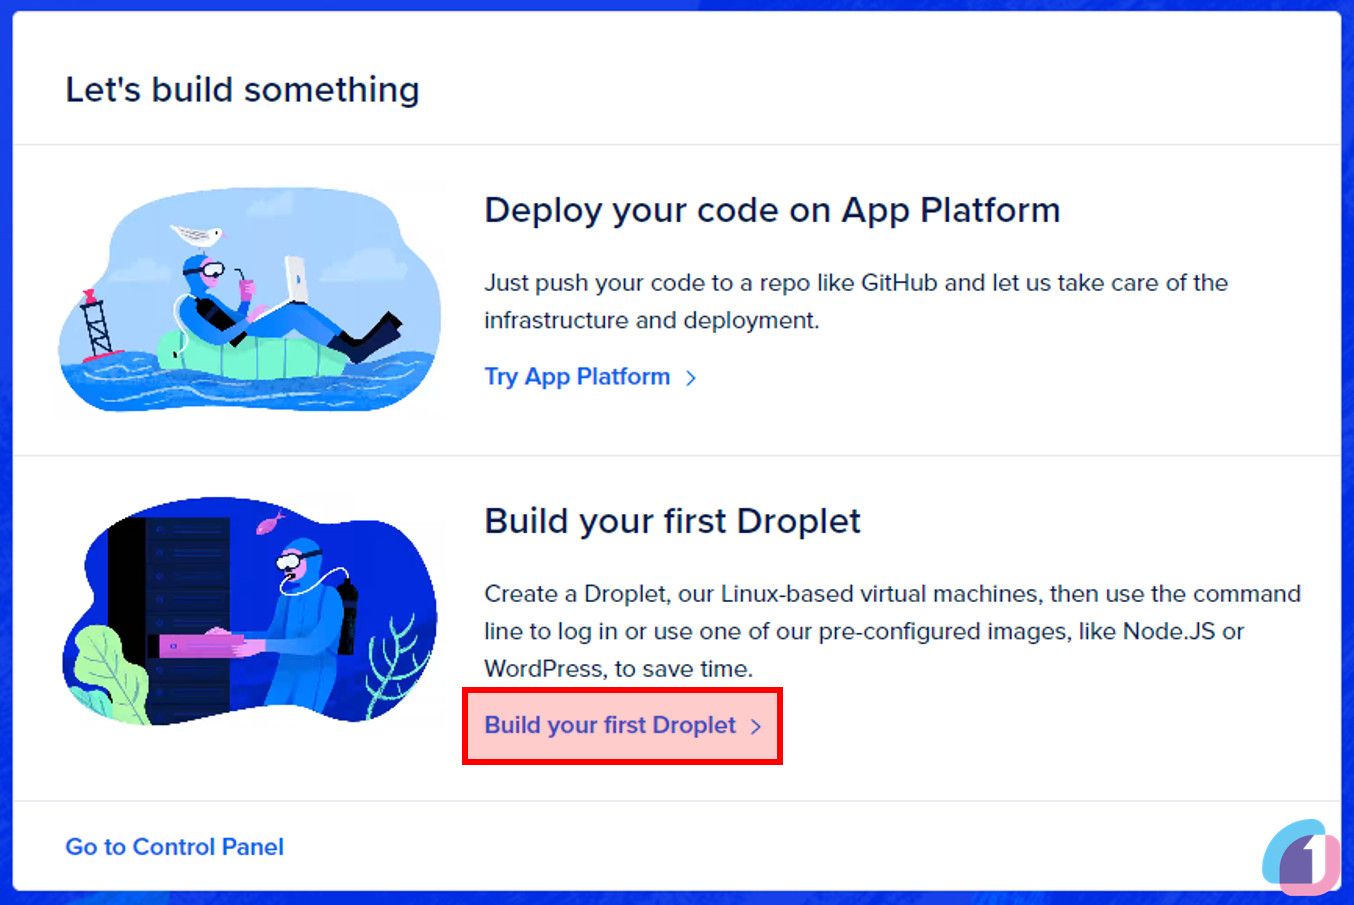 Let's build something
Deploy your code on App Platform
Just push your code to a repo like GitHub and let us take care of the
infrastructure and deployment.
Try App Platform
Build your first Droplet
Create a Droplet, our Linux-based virtual machines, then use the command
line to log in or use one of our pre-configured images, like Node.JS or
WordPress, to save time.
Build your first Droplet
Go to Control Panel
1